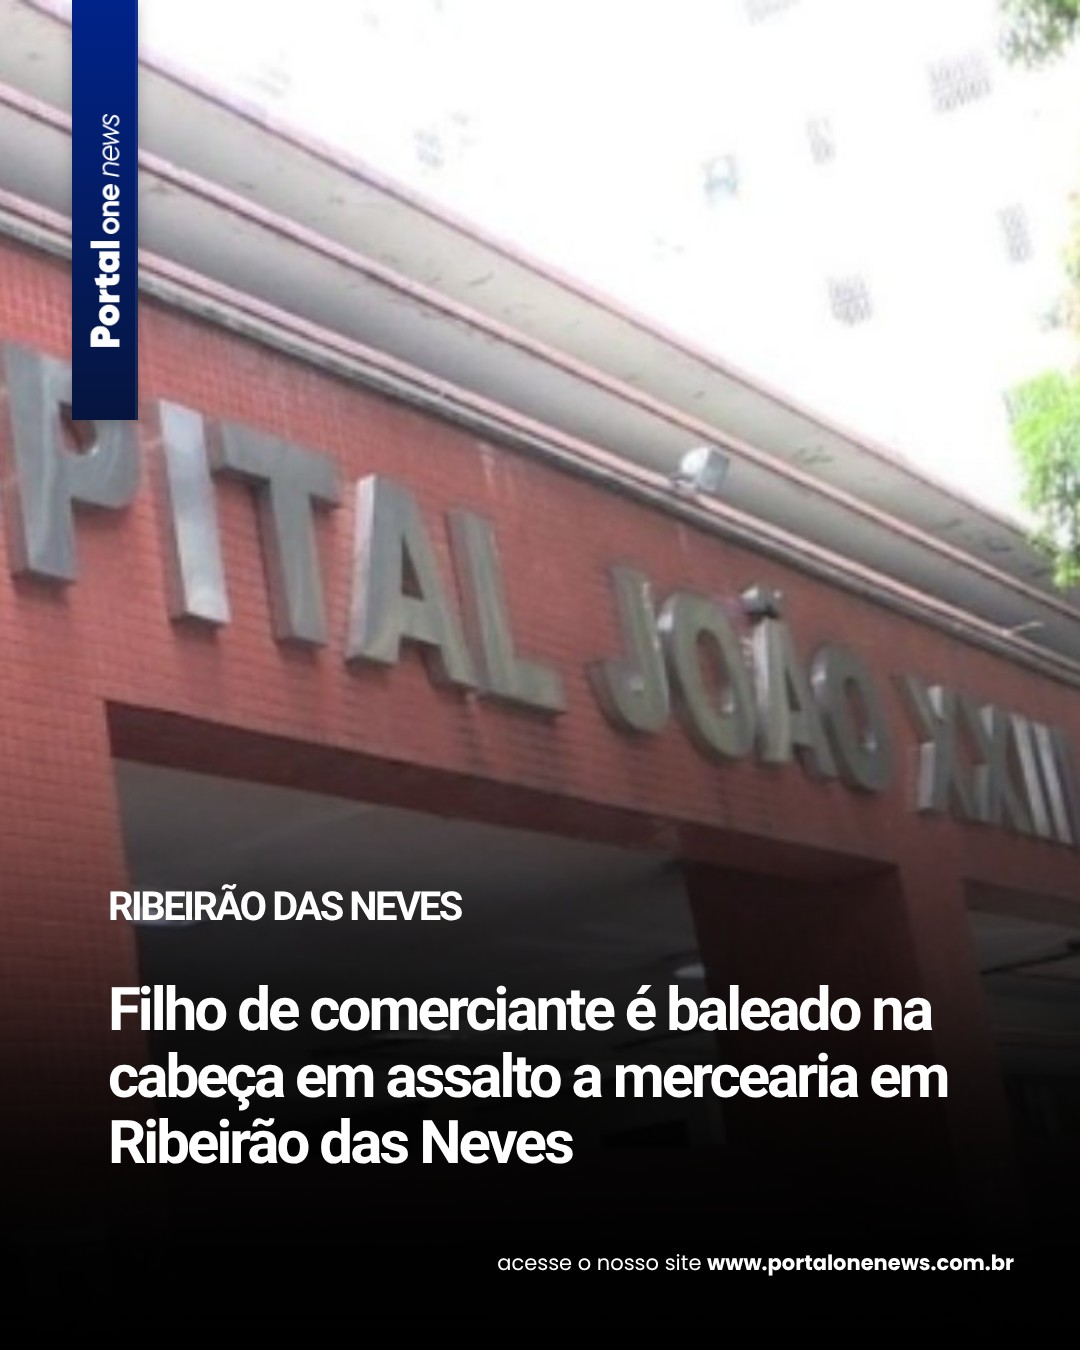 Portal one news
PITAL JOÃO XXIII
RIBEIRÃO DAS NEVES
Filho de comerciante é baleado na
cabeça em assalto a mercearia em
Ribeirão das Neves
acesse o nosso site www.portalonenews.com.br